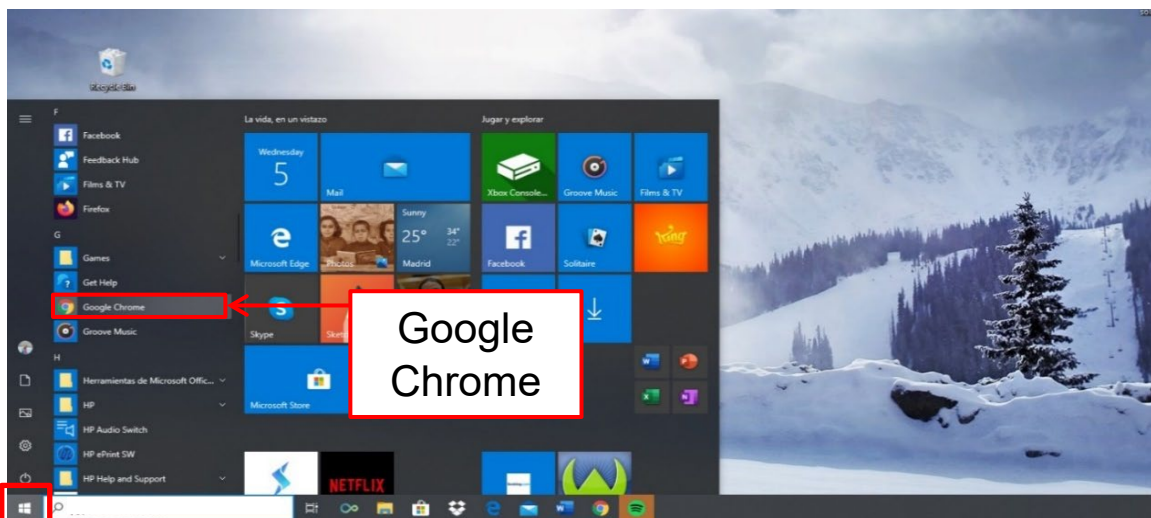 Recycle Bin
F
Facebook
Feedback Hub
Films & TV
Firefox
G
Games
Get Help
Google Chrome
Groove Music
H
Herramientas de Microsoft Offic...
HP
HP Audio Switch
HP ePrint SW
HP Help and Support
La vida, en un vistazo
Wednesday
5
Mail
Microsoft Edge
Photos
Sunny
25° 34°
22°
Madrid
Skype
Microsoft Store
NETFLIX
Jugar y explorar
Xbox Console...
Groove Music
Films & TV
Facebook
Solitaire
King
Google
Chrome